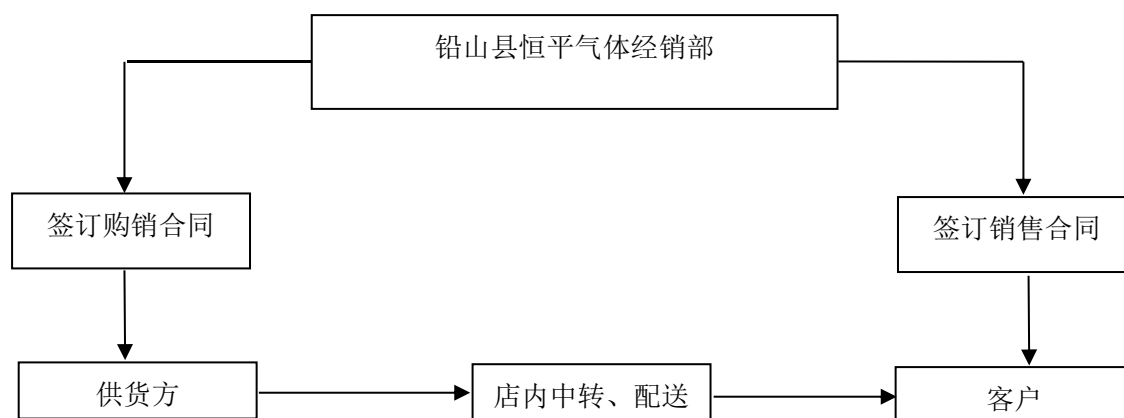 铅山县恒平气体经销部
签订购销合同
签订销售合同
供货方
店内中转、配送
客户